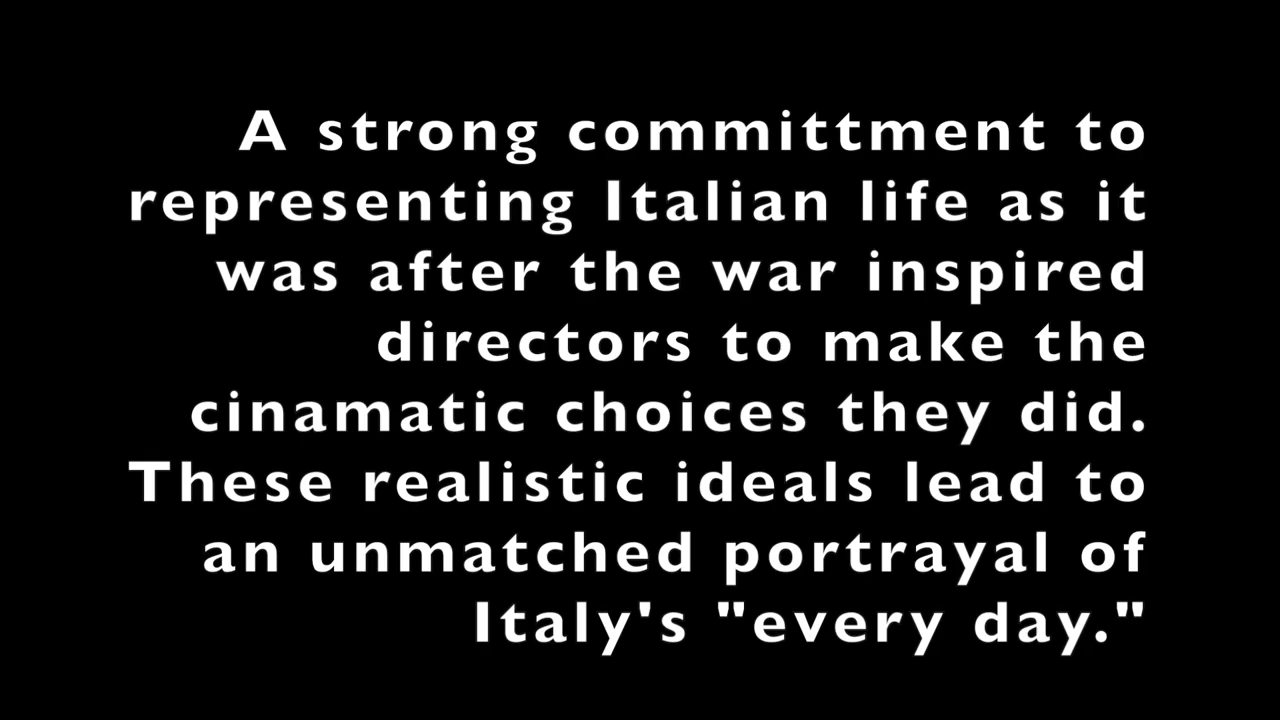 A strong committment to
representing Italian life as it
was after the war inspired
directors to make the
cinamatic choices they did.
These realistic ideals lead to
an unmatched portrayal of
Italy's "every day."